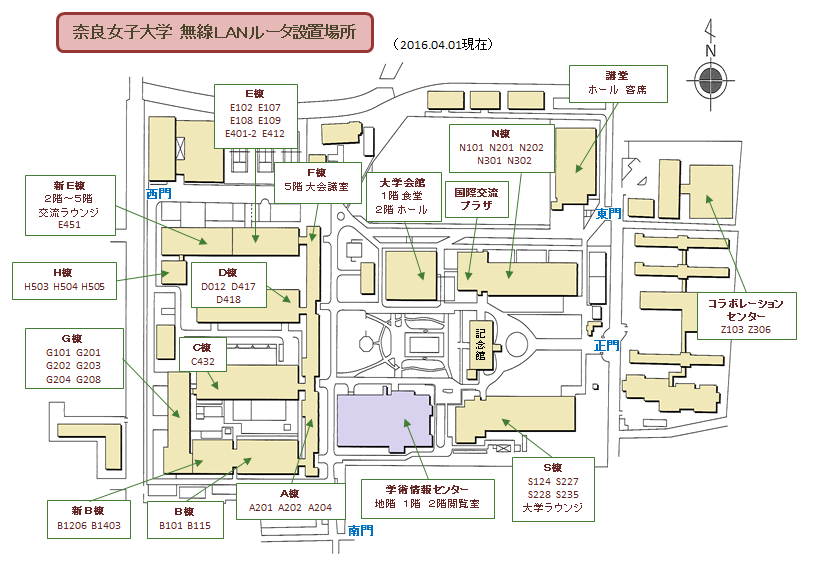 奈良女子大学 無線LANルータ設置場所
（2016.04.01現在）
N
講堂
ホール 客席
E棟
E102 E107
E108 E109
E401-2 E412
N棟
N101 N201 N202
N301 N302
F棟
5階 大会議室
大学会館
1階 食堂
2階 ホール
国際交流
プラザ
新E棟
2階～5階
交流ラウンジ
E451
西門
東門
H棟
H503 H504 H505
D棟
D012 D417
D418
コラボレーション
センター
Z103 Z306
G棟
G101 G201
G202 G203
G204 G208
C棟
C432
記念館
正門
S棟
S124 S227
S228 S235
大学ラウンジ
学術情報センター
地階 1階 2階閲覧室
A棟
A201 A202 A204
新B棟
B1206 B1403
B棟
B101 B115
南門